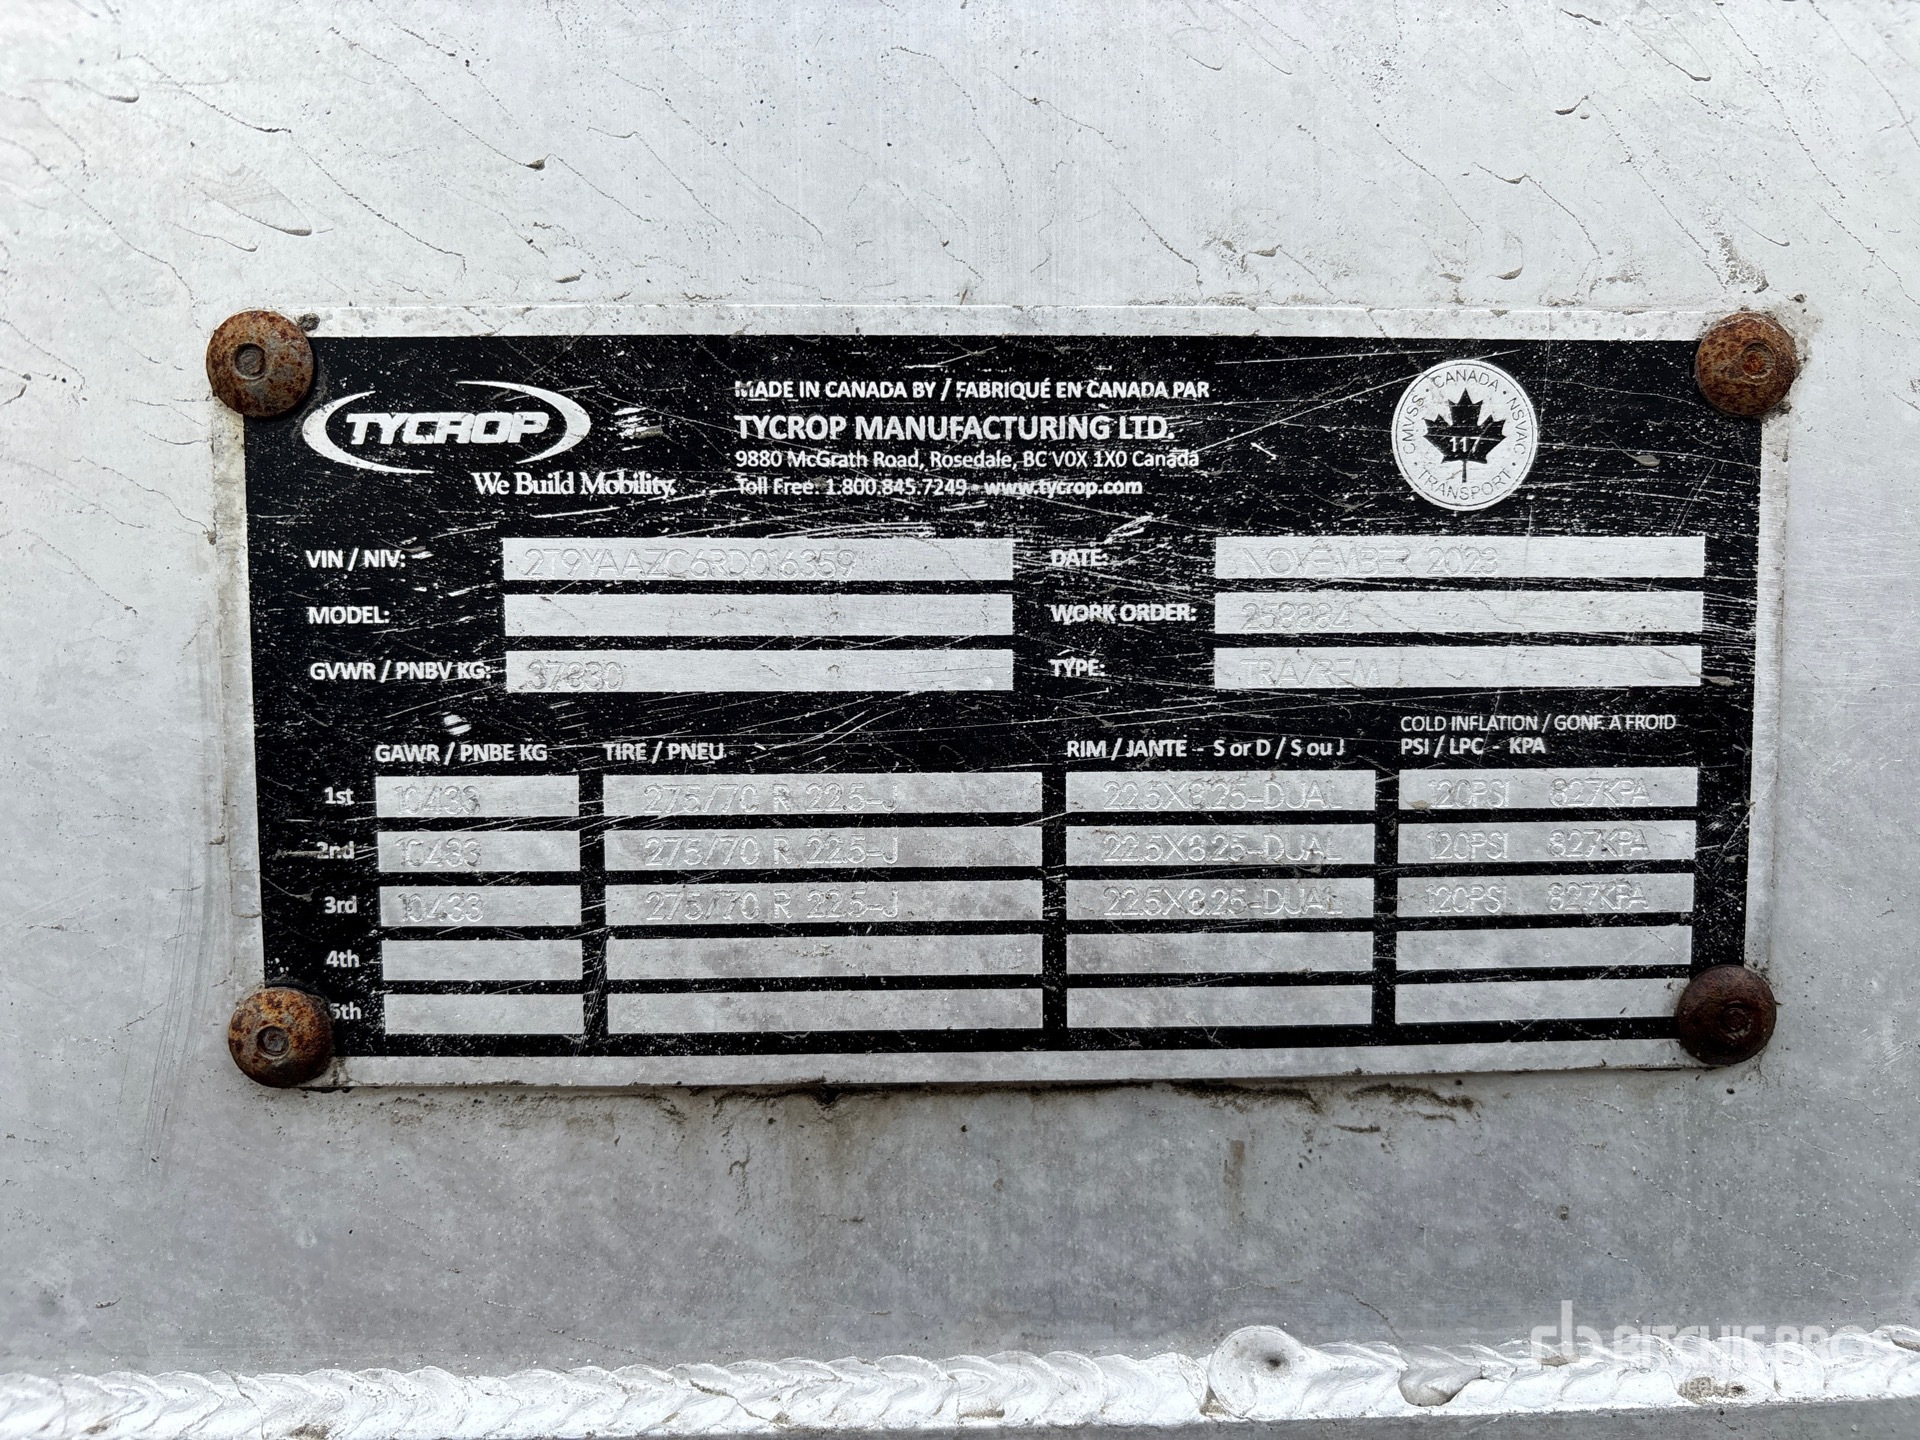 TYCROP
We Build Mobility.
MADE IN CANADA BY / FABRIQUÉ EN CANADA PAR
TYCROP MANUFACTURING LTD.
9880 McGrath Road, Rosedale, BC V0X 1X0 Canada
Toll Free: 1.800.845.7249 - www.tycrop.com
CMVSS · CANADA · NSVAC · TRANSPORT ·
117
VIN / NIV: 2T9YAAZC6RD016359 DATE: NOVEMBER 2023
MODEL: WORK ORDER: 258884
GVWR / PNBV KG: TYPE: TRA/REM
COLD INFLATION / GONF. A FROID
GAWR / PNBE KG TIRE / PNEU RIM / JANTE - S or D / S ou J PSI / LPC - KPA
1st 10433 275/70 R 22.5-J 22.5X8.25-DUAL 120PSI 827KPA
2nd 10433 275/70 R 22.5-J 22.5X8.25-DUAL 120PSI 827KPA
3rd 10433 275/70 R 22.5-J 22.5X8.25-DUAL 120PSI 827KPA
4th
5th
rb RITCHIE BROS